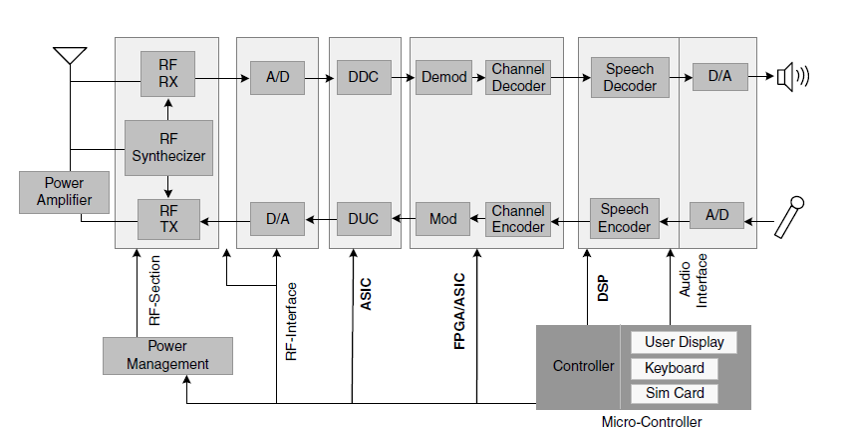 RF
RX
A/D
DDC
Demod
Channel
Decoder
Speech
Decoder
D/A
RF
Synthecizer
Power
Amplifier
RF
TX
D/A
DUC
Mod
Channel
Encoder
Speech
Encoder
A/D
RF-Section
RF-Interface
ASIC
FPGA/ASIC
DSP
Audio
Interface
Power
Management
Controller
User Display
Keyboard
Sim Card
Micro-Controller